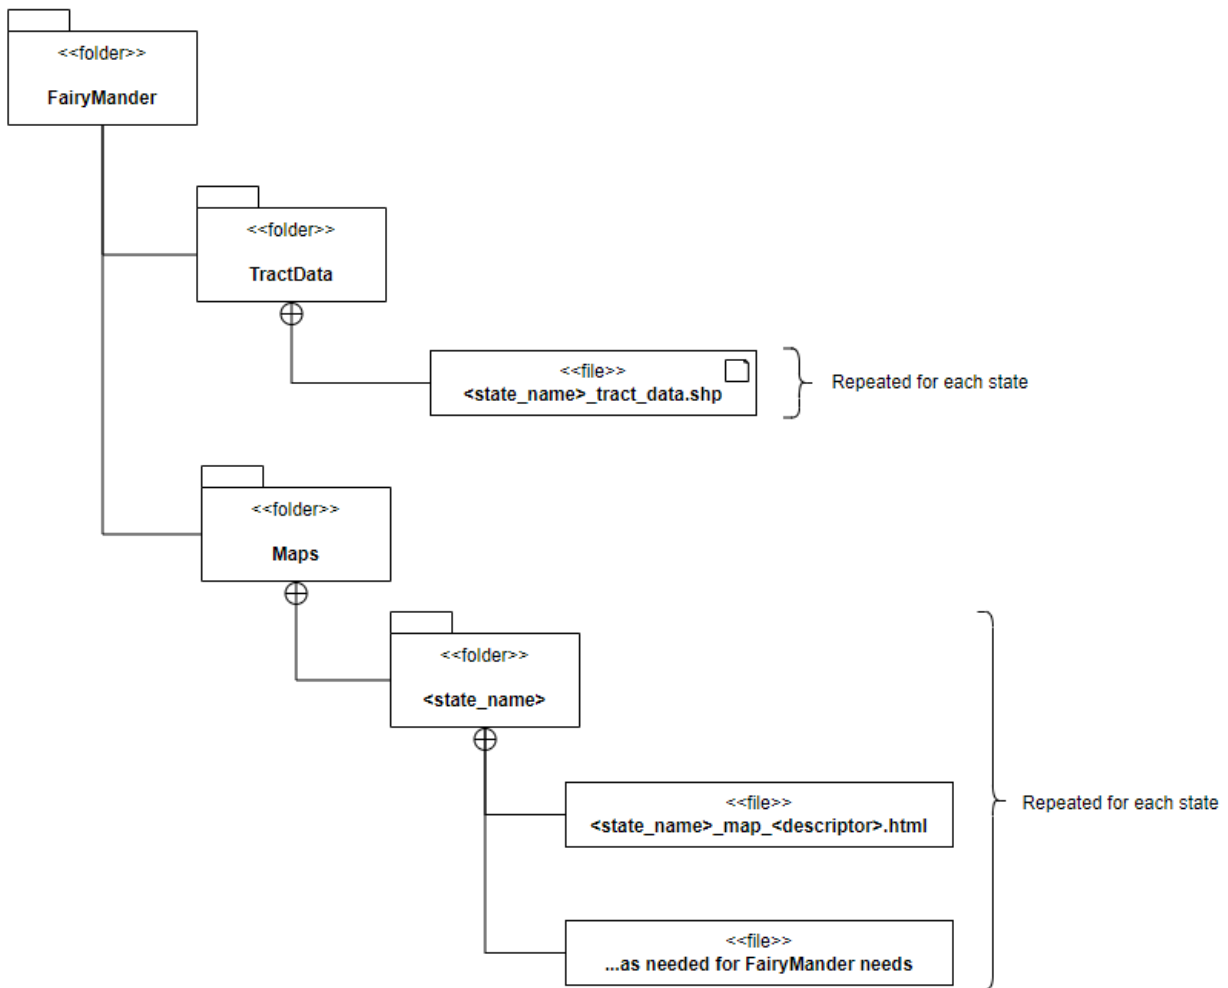 <<folder>>
FairyMander
<<folder>>
TractData
<<file>>
<state_name>_tract_data.shp
Repeated for each state
<<folder>>
Maps
<<folder>>
<state_name>
<<file>>
<state_name>_map_<descriptor>.html
Repeated for each state
<<file>>
...as needed for FairyMander needs